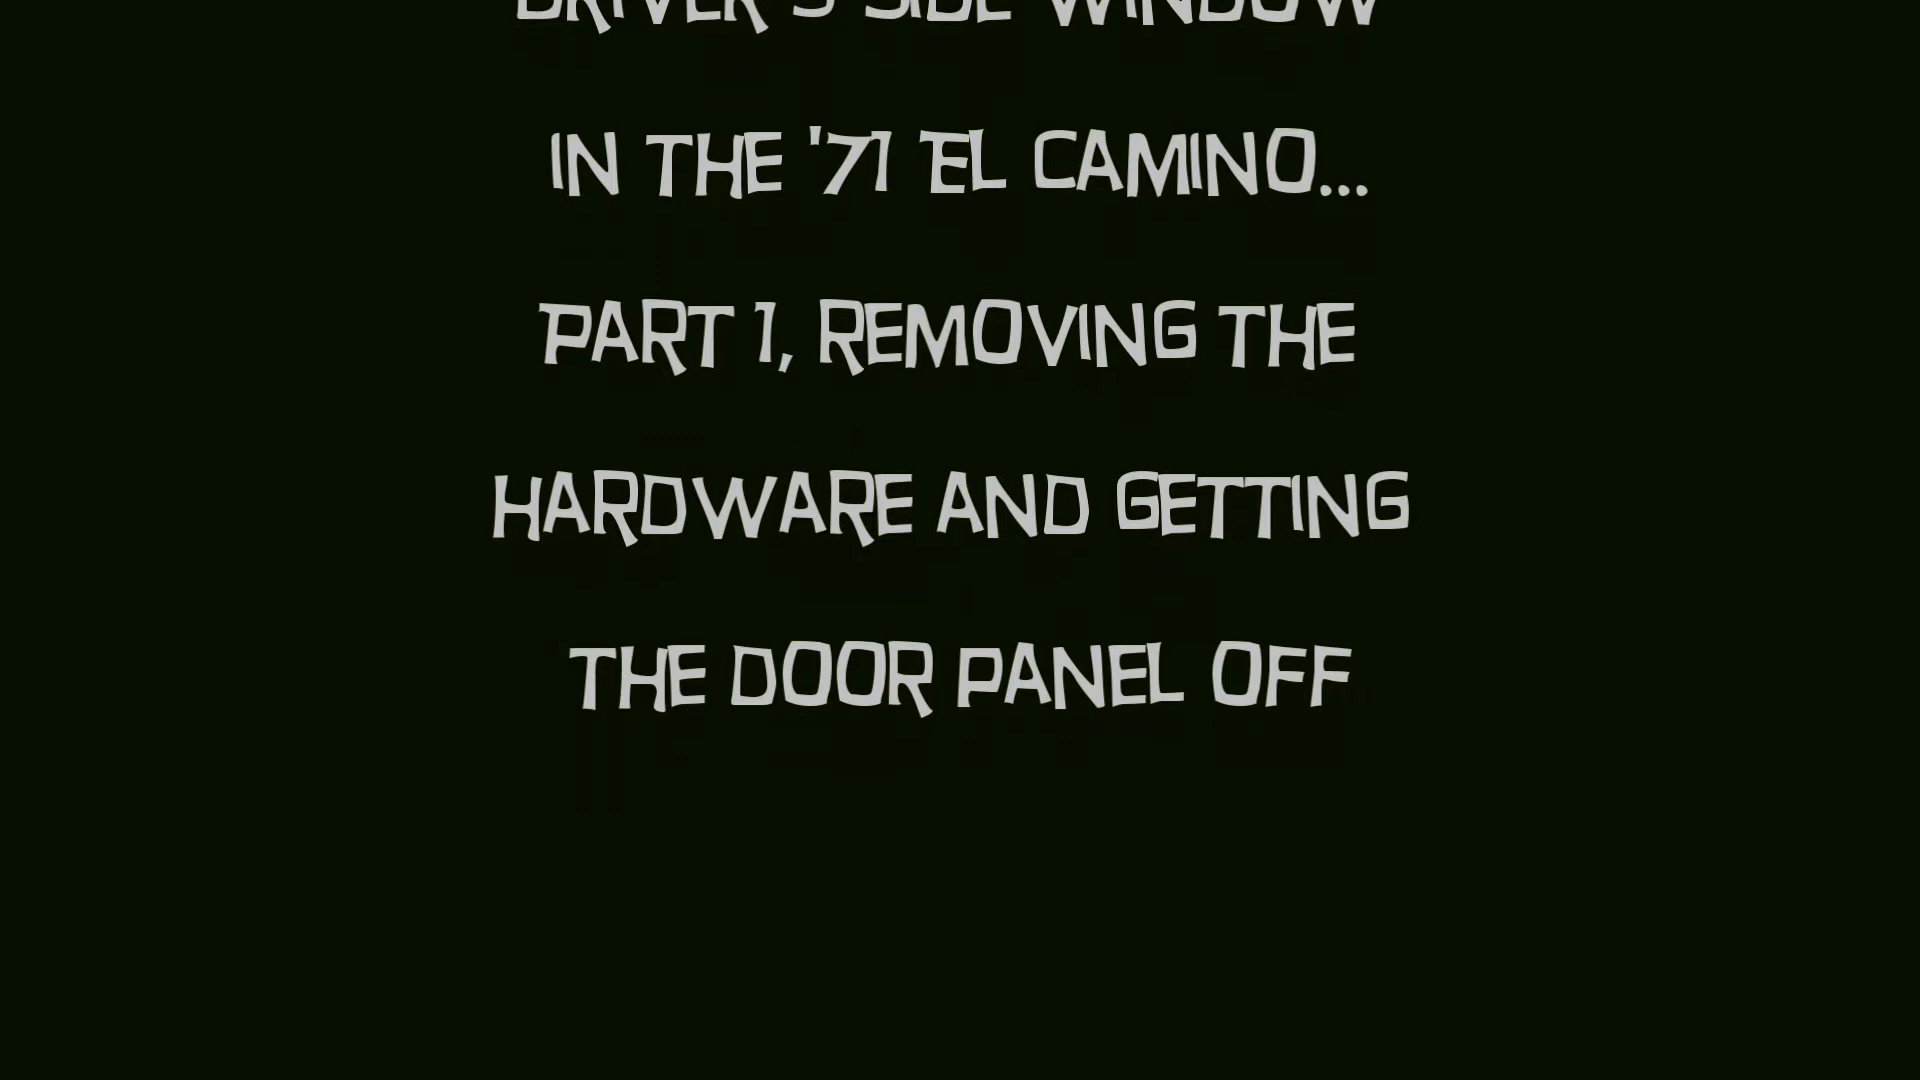 DRIVER'S SIDE WINDOW
IN THE '71 EL CAMINO...
PART 1, REMOVING THE
HARDWARE AND GETTING
THE DOOR PANEL OFF